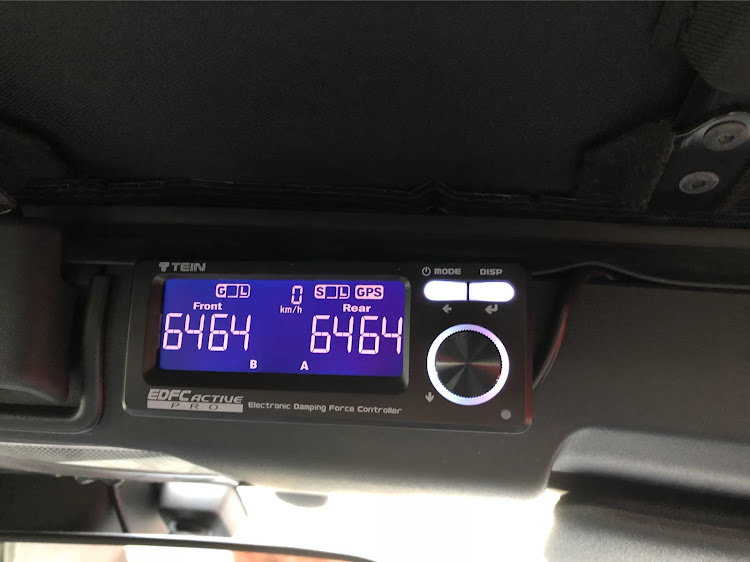 TEIN
MODE DISP
G L 0 S L GPS
Front km/h Rear
6464 6464
B A
EDFC ACTIVE
PRO
Electronic Damping Force Controller